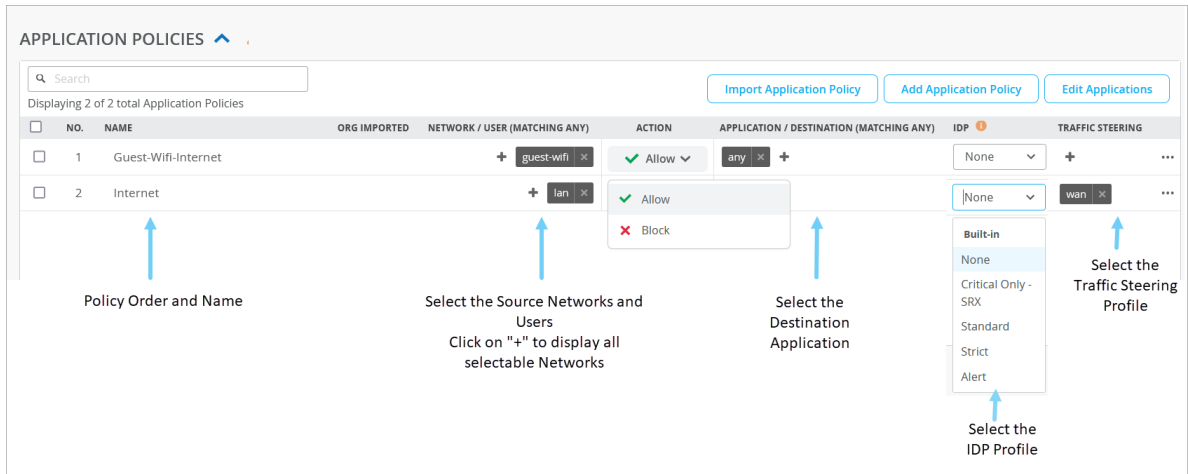 APPLICATION POLICIES
Search
Import Application Policy
Add Application Policy
Edit Applications
Displaying 2 of 2 total Application Policies
NO. NAME ORG IMPORTED NETWORK / USER (MATCHING ANY) ACTION APPLICATION / DESTINATION (MATCHING ANY) IDP TRAFFIC STEERING
1 Guest-Wifi-Internet + guest-wifi × Allow any × + None + ...
2 Internet + lan × None wan × ...
Allow
Block
Built-in
None
Critical Only -
SRX
Standard
Strict
Alert
Policy Order and Name
Select the Source Networks and
Users
Click on "+" to display all
selectable Networks
Select the
Destination
Application
Select the
Traffic Steering
Profile
Select the
IDP Profile